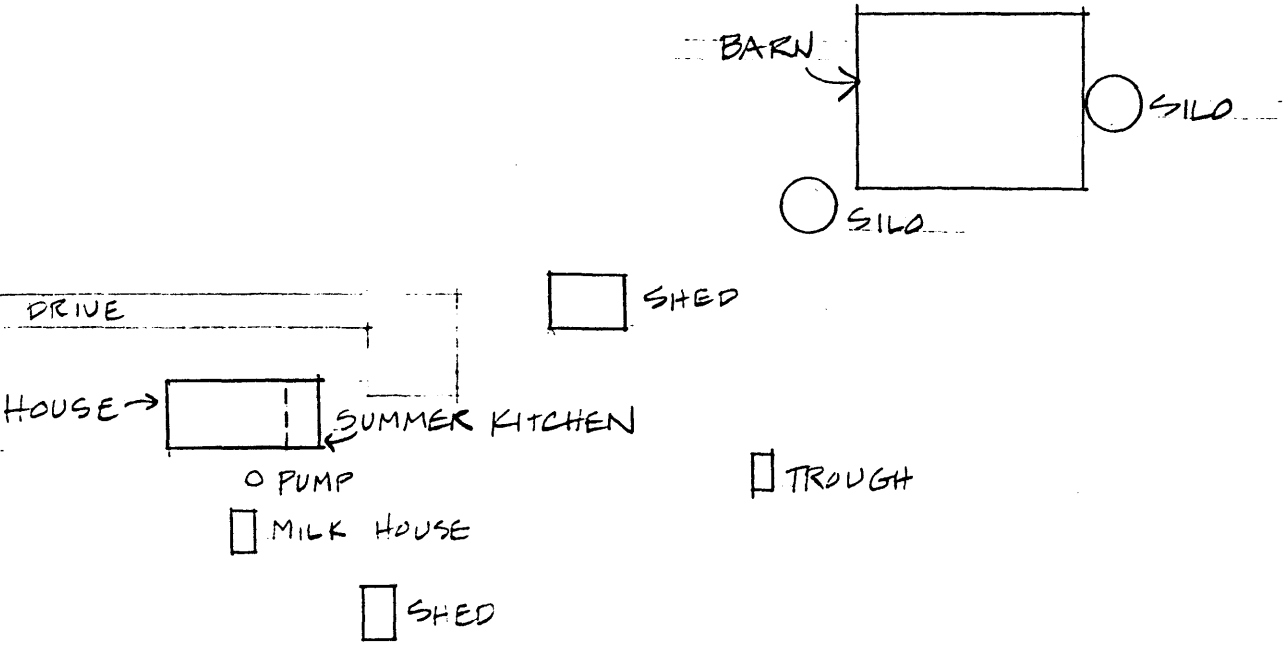 BARN
SILO
SILO
SHED
DRIVE
HOUSE
SUMMER KITCHEN
PUMP
TROUGH
MILK HOUSE
SHED